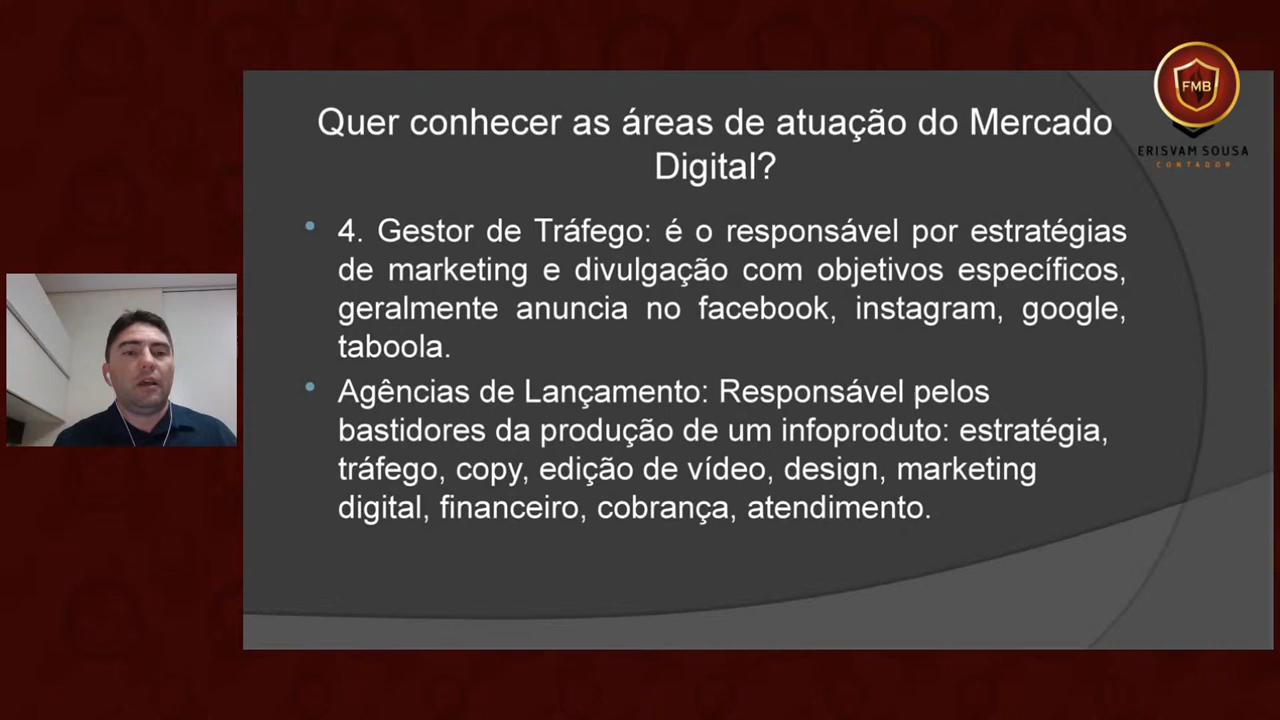 FMB
ERISVAM SOUSA
CONTADOR
Quer conhecer as áreas de atuação do Mercado
Digital?
• 4. Gestor de Tráfego: é o responsável por estratégias
de marketing e divulgação com objetivos específicos,
geralmente anuncia no facebook, instagram, google,
taboola.
• Agências de Lançamento: Responsável pelos
bastidores da produção de um infoproduto: estratégia,
tráfego, copy, edição de vídeo, design, marketing
digital, financeiro, cobrança, atendimento.